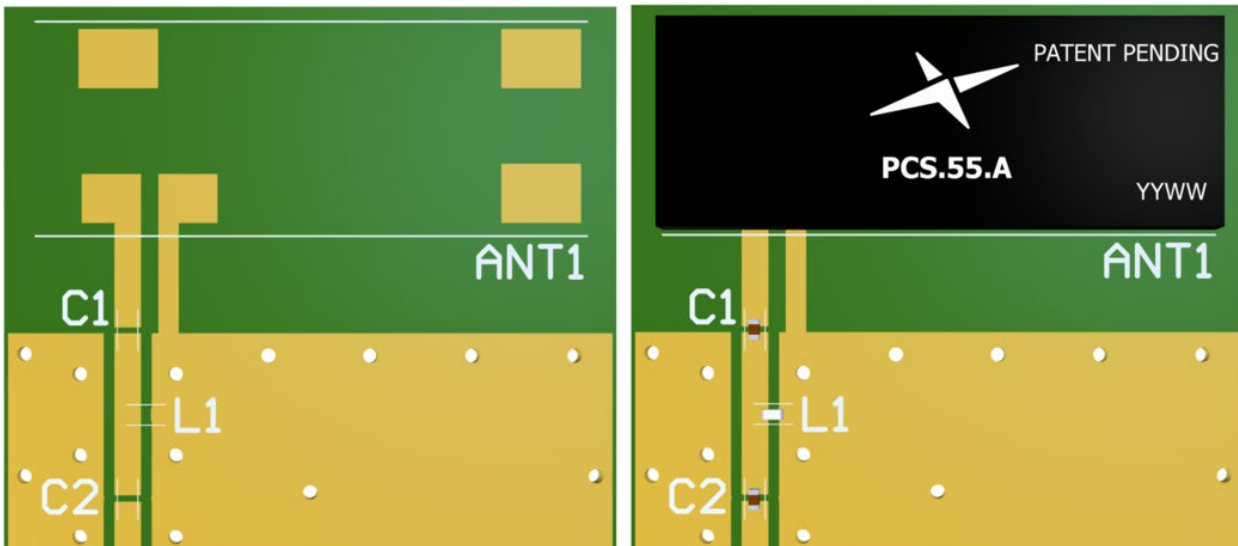 ANT1
C1
L1
C2
PATENT PENDING
PCS.55.A
YYWW
ANT1
C1
L1
C2